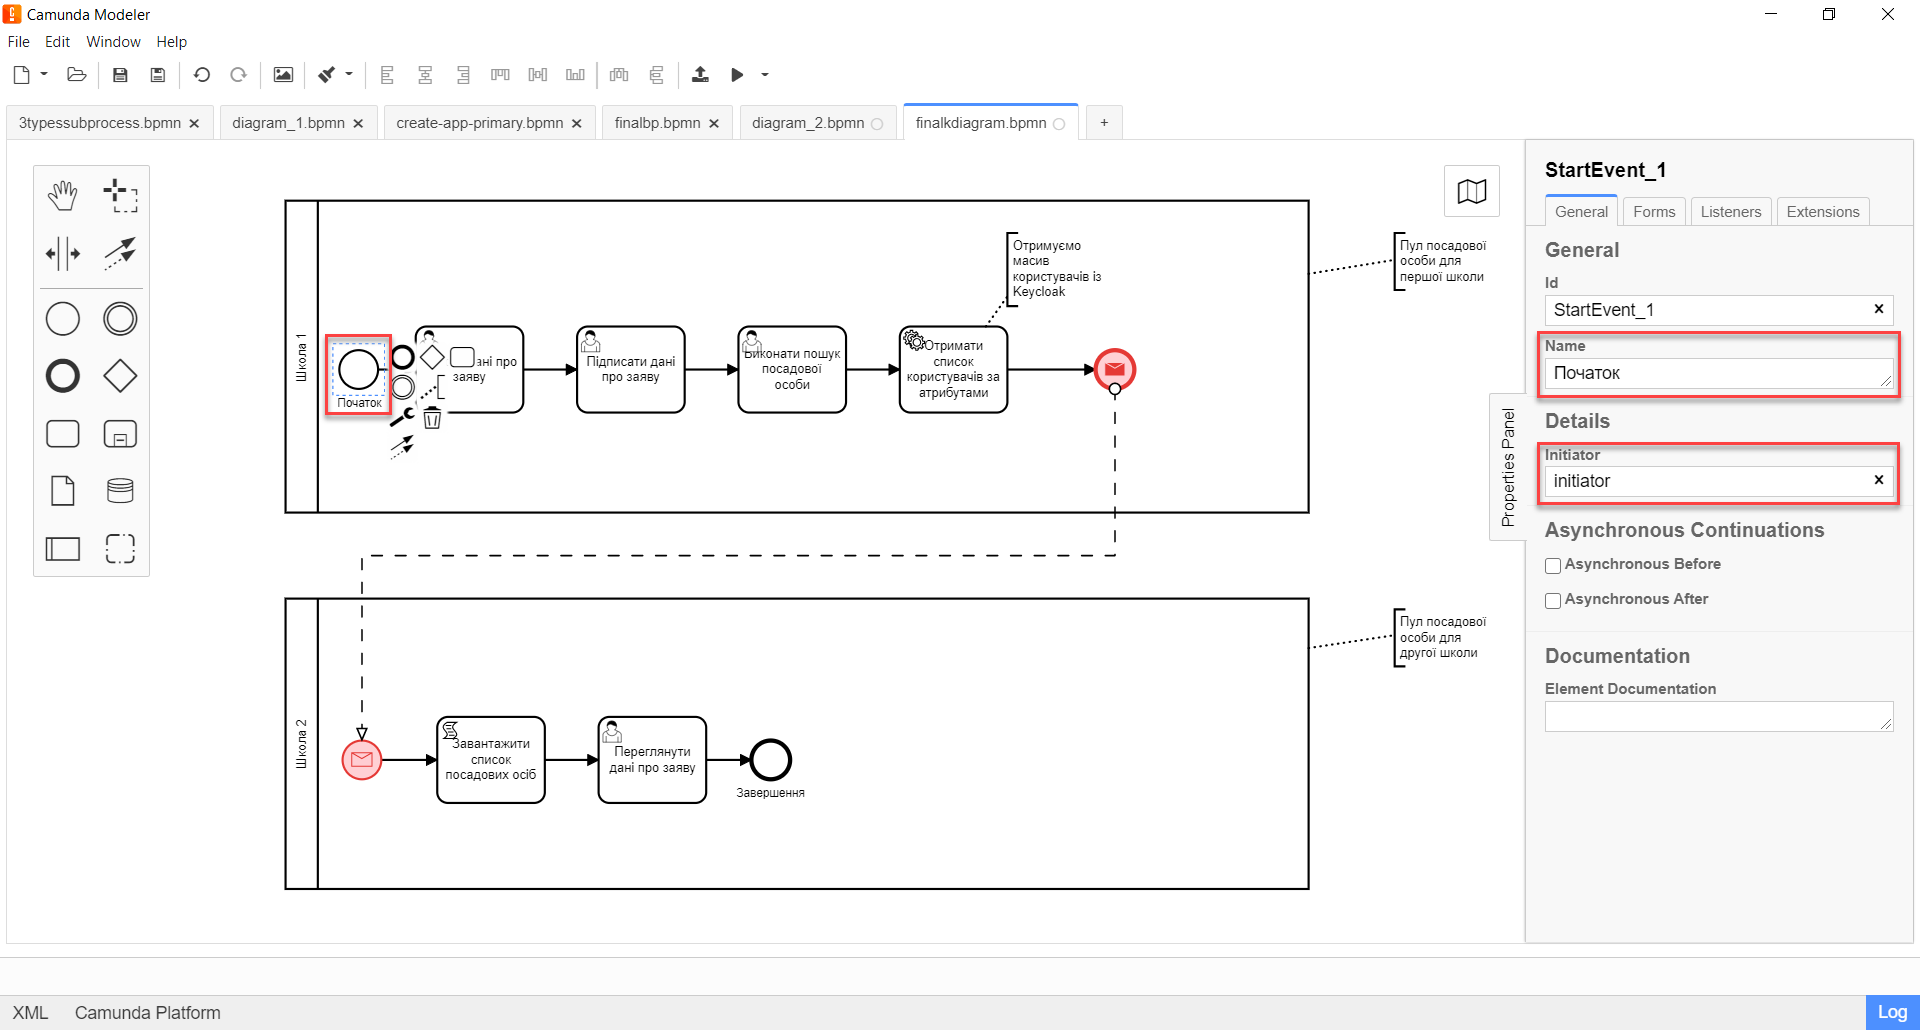 Camunda Modeler
File Edit Window Help
3typessubprocess.bpmn
diagram_1.bpmn
create-app-primary.bpmn
finalbp.bpmn
diagram_2.bpmn
finalkdiagram.bpmn
+
Школа 1
Початок
ані про
заяву
Підписати дані
про заяву
Виконати пошук
посадової
особи
Отримати
список
користувачів за
атрибутами
Отримуємо
масив
користувачів із
Keycloak
Пул посадової
особи для
першої школи
Школа 2
Завантажити
список
посадових осіб
Переглянути
дані про заяву
Завершення
Пул посадової
особи для
другої школи
Properties Panel
StartEvent_1
General Forms Listeners Extensions
General
Id
StartEvent_1
Name
Початок
Details
Initiator
initiator
Asynchronous Continuations
Asynchronous Before
Asynchronous After
Documentation
Element Documentation
XML Camunda Platform
Log